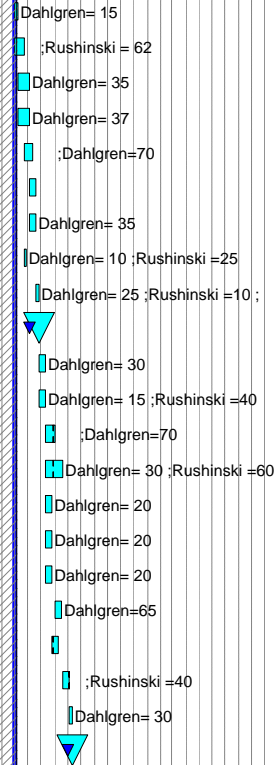 Dahlgren= 15
;Rushinski = 62
Dahlgren= 35
Dahlgren= 37
;Dahlgren=70
Dahlgren= 35
Dahlgren= 10 ;Rushinski =25
Dahlgren= 25 ;Rushinski =10 ;
Dahlgren= 30
Dahlgren= 15 ;Rushinski =40
;Dahlgren=70
Dahlgren= 30 ;Rushinski =60
Dahlgren= 20
Dahlgren= 20
Dahlgren= 20
Dahlgren=65
;Rushinski =40
Dahlgren= 30